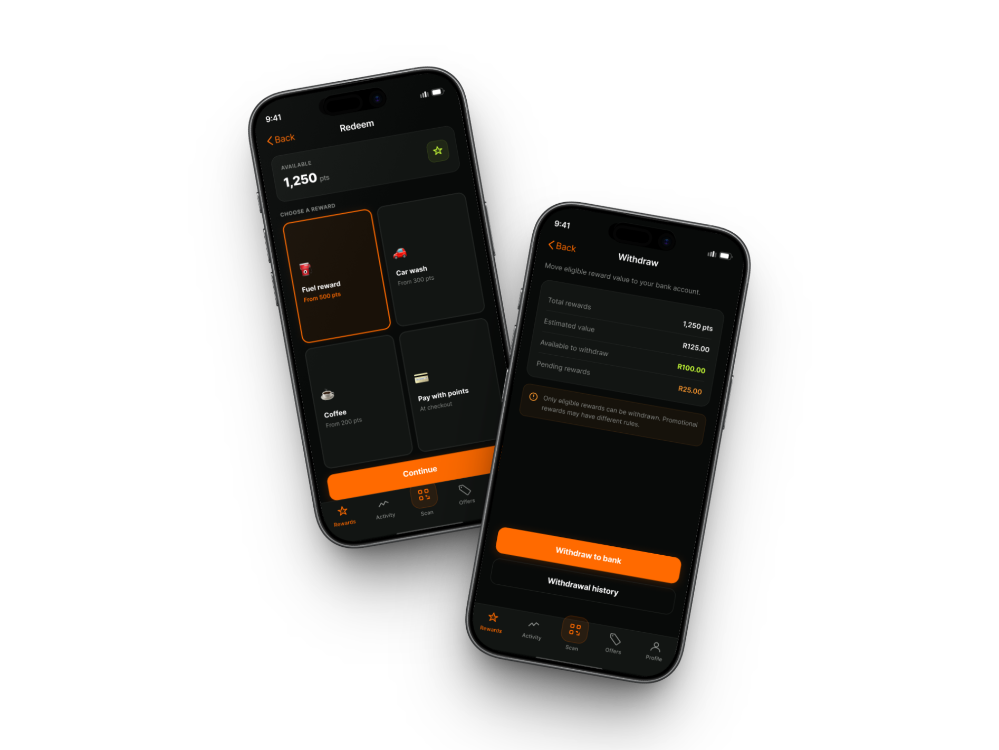 9:41
Back
Redeem
AVAILABLE
1,250 pts
CHOOSE A REWARD
Fuel reward
From 500 pts
Car wash
From 300 pts
Coffee
From 200 pts
Pay with points
At checkout
Continue
Rewards
Activity
Scan
Offers
9:41
Back
Withdraw
Move eligible reward value to your bank account.
Total rewards
1,250 pts
Estimated value
R125.00
Available to withdraw
R100.00
Pending rewards
R25.00
Only eligible rewards can be withdrawn. Promotional
rewards may have different rules.
Withdraw to bank
Withdrawal history
Rewards
Activity
Scan
Offers
Profile